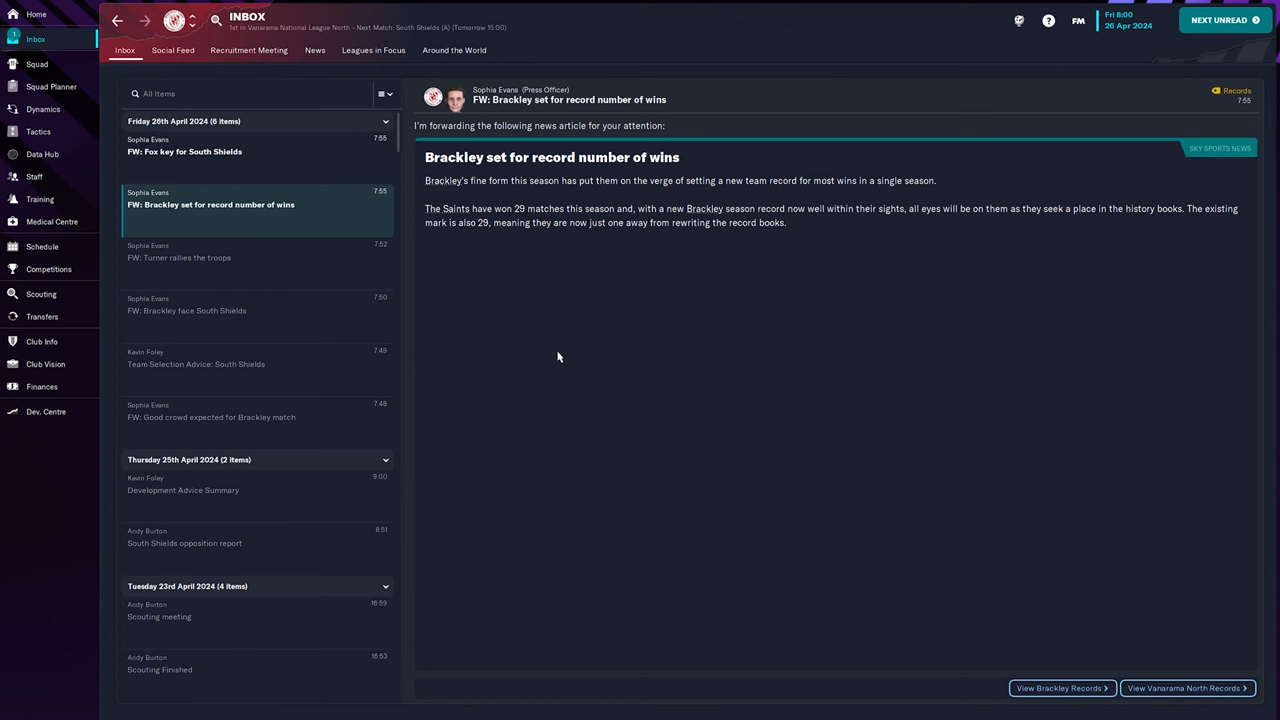 Home
INBOX
1st in Vanarama National League North - Next Match: South Shields (A) (Tomorrow 15:00)
FM
Fri 8:00
26 Apr 2024
NEXT UNREAD
1
Inbox
Squad
Squad Planner
Dynamics
Tactics
Data Hub
Staff
Training
Medical Centre
Schedule
Competitions
Scouting
Transfers
Club Info
Club Vision
Finances
Dev. Centre
Inbox
Social Feed
Recruitment Meeting
News
Leagues in Focus
Around the World
All Items
Friday 26th April 2024 (6 items)
Sophia Evans 7:55
FW: Fox key for South Shields
Sophia Evans 7:55
FW: Brackley set for record number of wins
Sophia Evans 7:52
FW: Turner rallies the troops
Sophia Evans 7:50
FW: Brackley face South Shields
Kevin Foley 7:49
Team Selection Advice: South Shields
Sophia Evans 7:48
FW: Good crowd expected for Brackley match
Thursday 25th April 2024 (2 items)
Kevin Foley 9:00
Development Advice Summary
Andy Burton 8:51
South Shields opposition report
Tuesday 23rd April 2024 (4 items)
Andy Burton 16:59
Scouting meeting
Andy Burton 16:53
Scouting Finished
Sophia Evans (Press Officer)
FW: Brackley set for record number of wins
Records
7:55
I'm forwarding the following news article for your attention:
SKY SPORTS NEWS
Brackley set for record number of wins
Brackley's fine form this season has put them on the verge of setting a new team record for most wins in a single season.
The Saints have won 29 matches this season and, with a new Brackley season record now well within their sights, all eyes will be on them as they seek a place in the history books. The existing
mark is also 29, meaning they are now just one away from rewriting the record books.
View Brackley Records
View Vanarama North Records